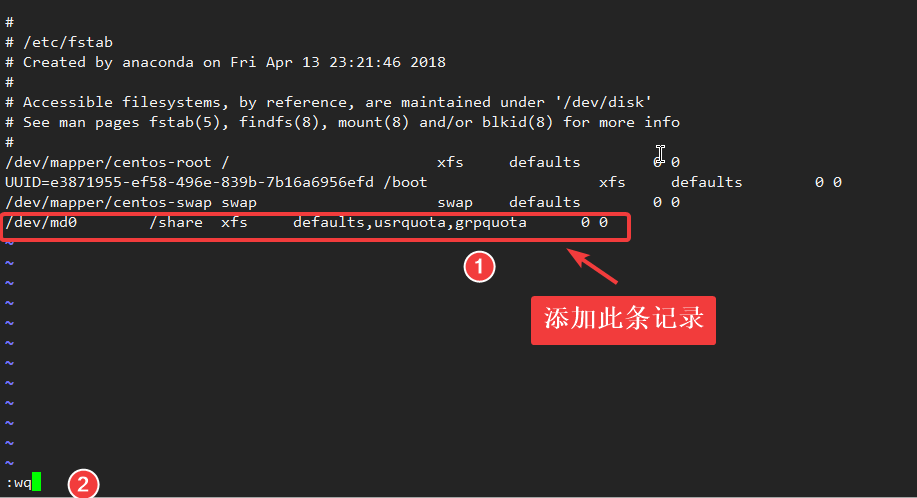 #
# /etc/fstab
# Created by anaconda on Fri Apr 13 23:21:46 2018
#
# Accessible filesystems, by reference, are maintained under '/dev/disk'
# See man pages fstab(5), findfs(8), mount(8) and/or blkid(8) for more info
#
/dev/mapper/centos-root / xfs defaults 0 0
UUID=e3871955-ef58-496e-839b-7b16a6956efd /boot xfs defaults 0 0
/dev/mapper/centos-swap swap swap defaults 0 0
/dev/md0 /share xfs defaults,usrquota,grpquota 0 0
~
~
1
~
~
添加此条记录
~
~
~
~
~
~
~
~
:wq
2